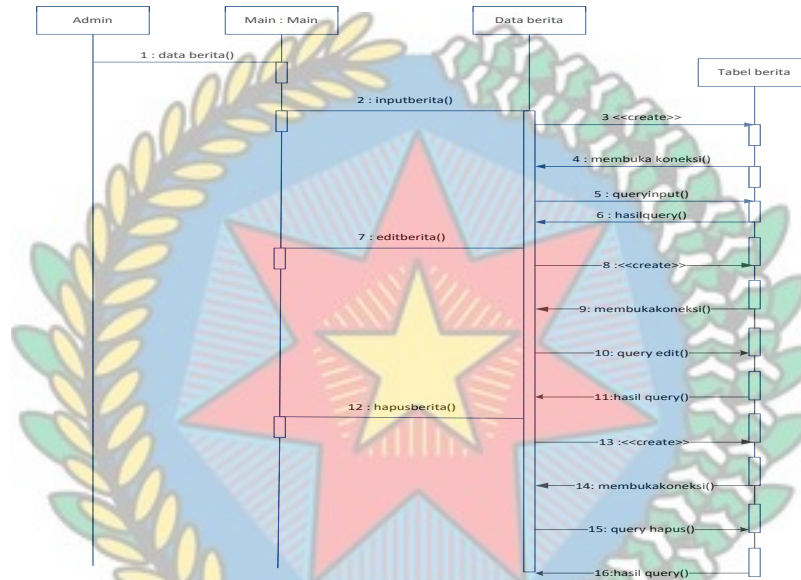 Admin
Main : Main
Data berita
Tabel berita
1 : data berita()
2 : inputberita()
3 <<create>>
4 : membuka koneksi()
5 : queryinput()
6 : hasilquery()
7 : editberita()
8 :<<create>>
9: membukakoneksi()
10: query edit()
11:hasil query()
12 : hapusberita()
13 :<<create>>
14: membukakoneksi()
15: query hapus()
16:hasil query()